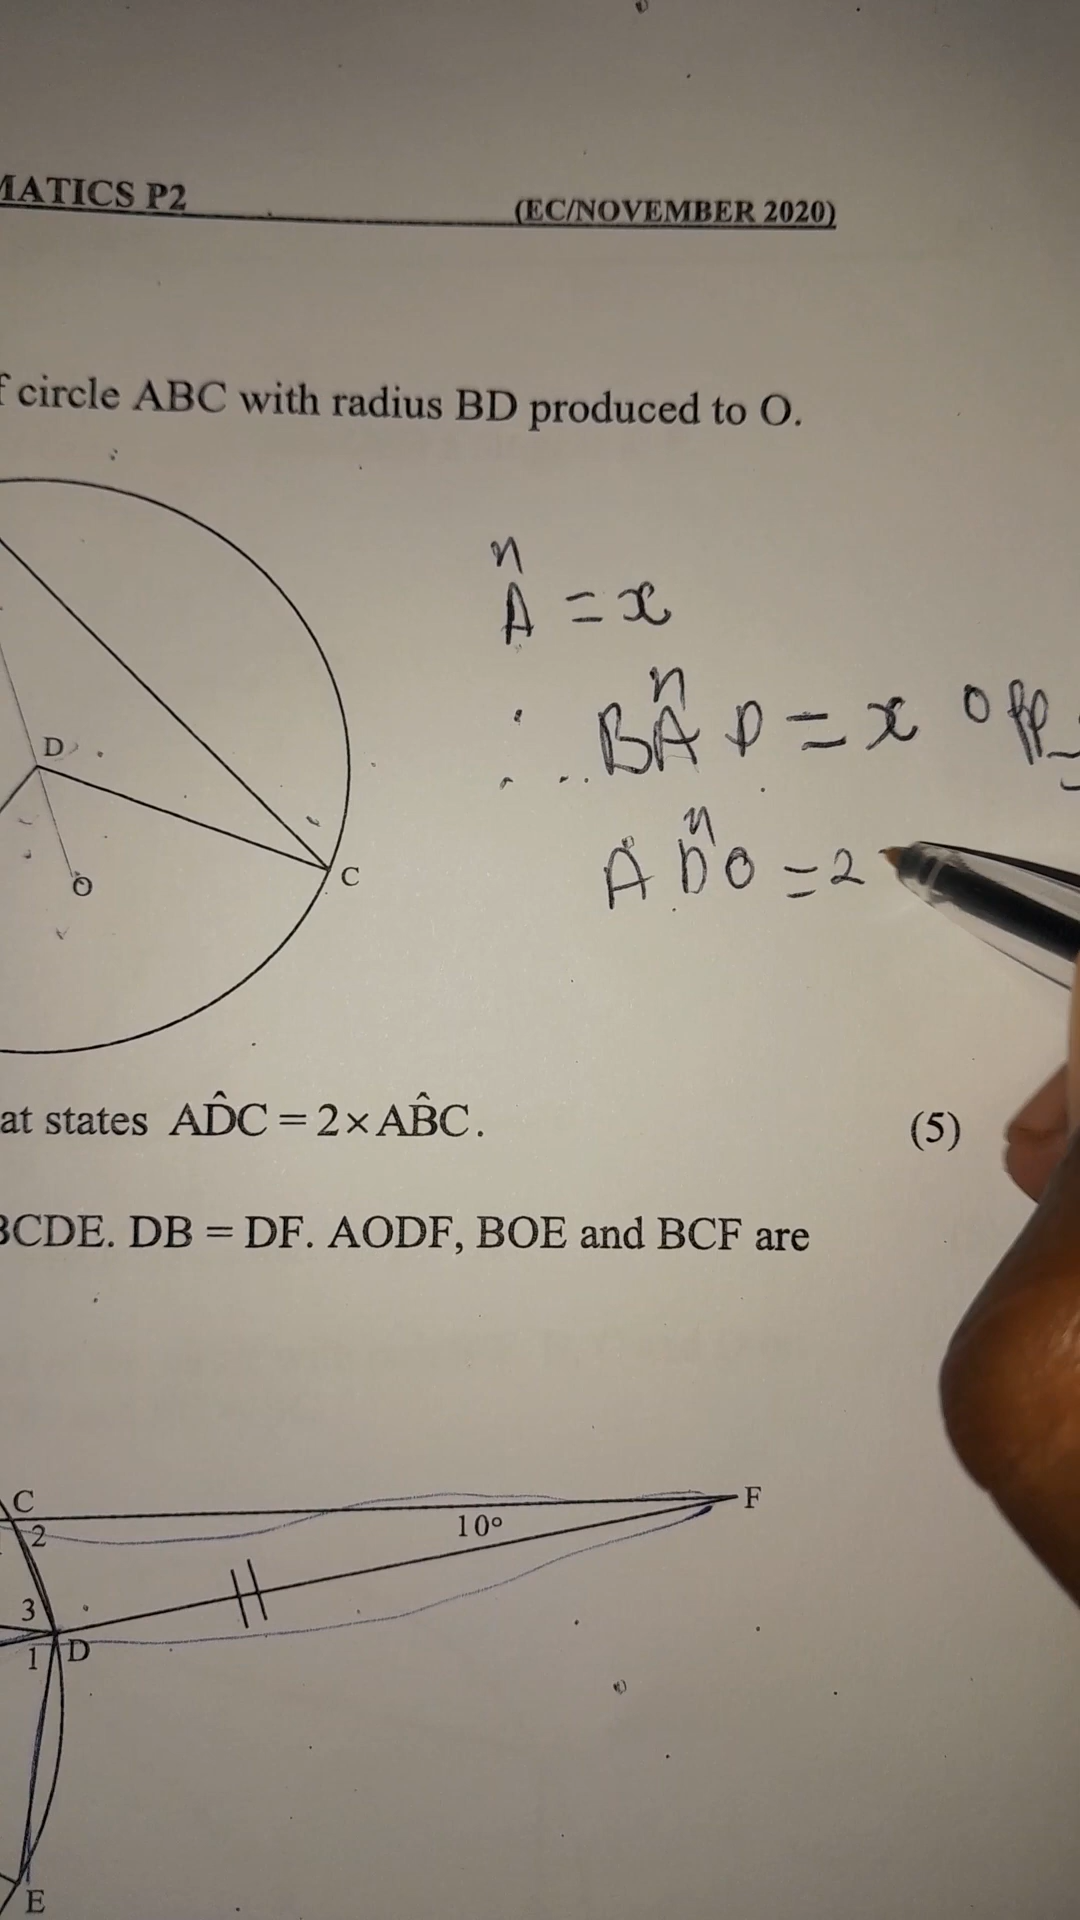 MATICS P2 (EC/NOVEMBER 2020)
f circle ABC with radius BD produced to O.
Â = x
D
∴ BÂD = x opp
C
O
AD̂O = 2
at states AD̂C = 2 × AB̂C. (5)
BCDE. DB = DF. AODF, BOE and BCF are
C
F
2
10°
3
1 D
E